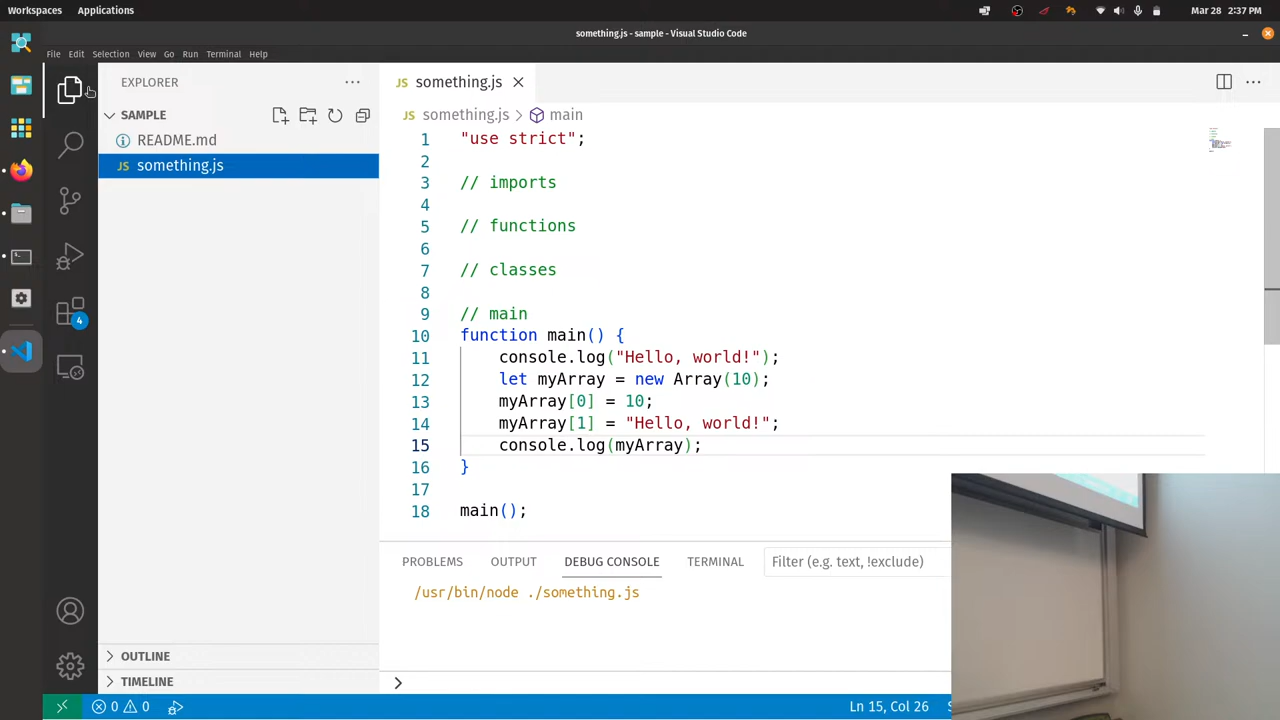 Workspaces Applications Mar 28 2:37 PM
something.js - sample - Visual Studio Code
File Edit Selection View Go Run Terminal Help
EXPLORER
SAMPLE
README.md
JS something.js
4
OUTLINE
TIMELINE
JS something.js
JS something.js > main
1 "use strict";
2
3 // imports
4
5 // functions
6
7 // classes
8
9 // main
10 function main() {
11 console.log("Hello, world!");
12 let myArray = new Array(10);
13 myArray[0] = 10;
14 myArray[1] = "Hello, world!";
15 console.log(myArray);
16 }
17
18 main();
PROBLEMS OUTPUT DEBUG CONSOLE TERMINAL Filter (e.g. text, !exclude)
/usr/bin/node ./something.js
0 0 Ln 15, Col 26